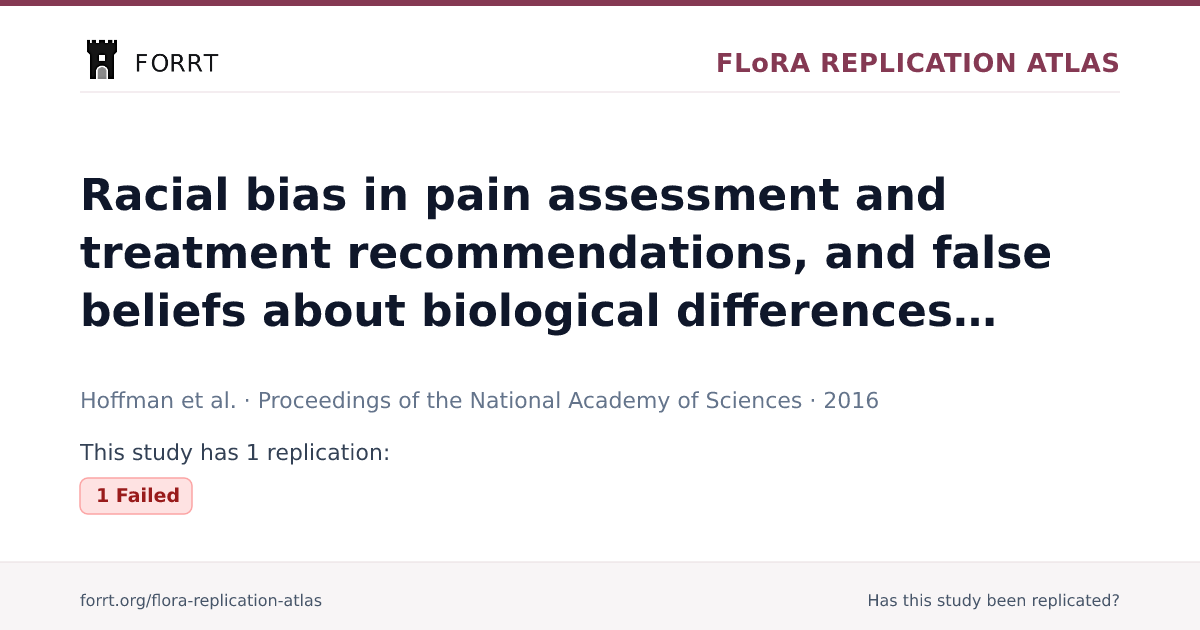 FORRT
FLoRA REPLICATION ATLAS
Racial bias in pain assessment and
treatment recommendations, and false
beliefs about biological differences…
Hoffman et al. · Proceedings of the National Academy of Sciences · 2016
This study has 1 replication:
1 Failed
forrt.org/flora-replication-atlas
Has this study been replicated?